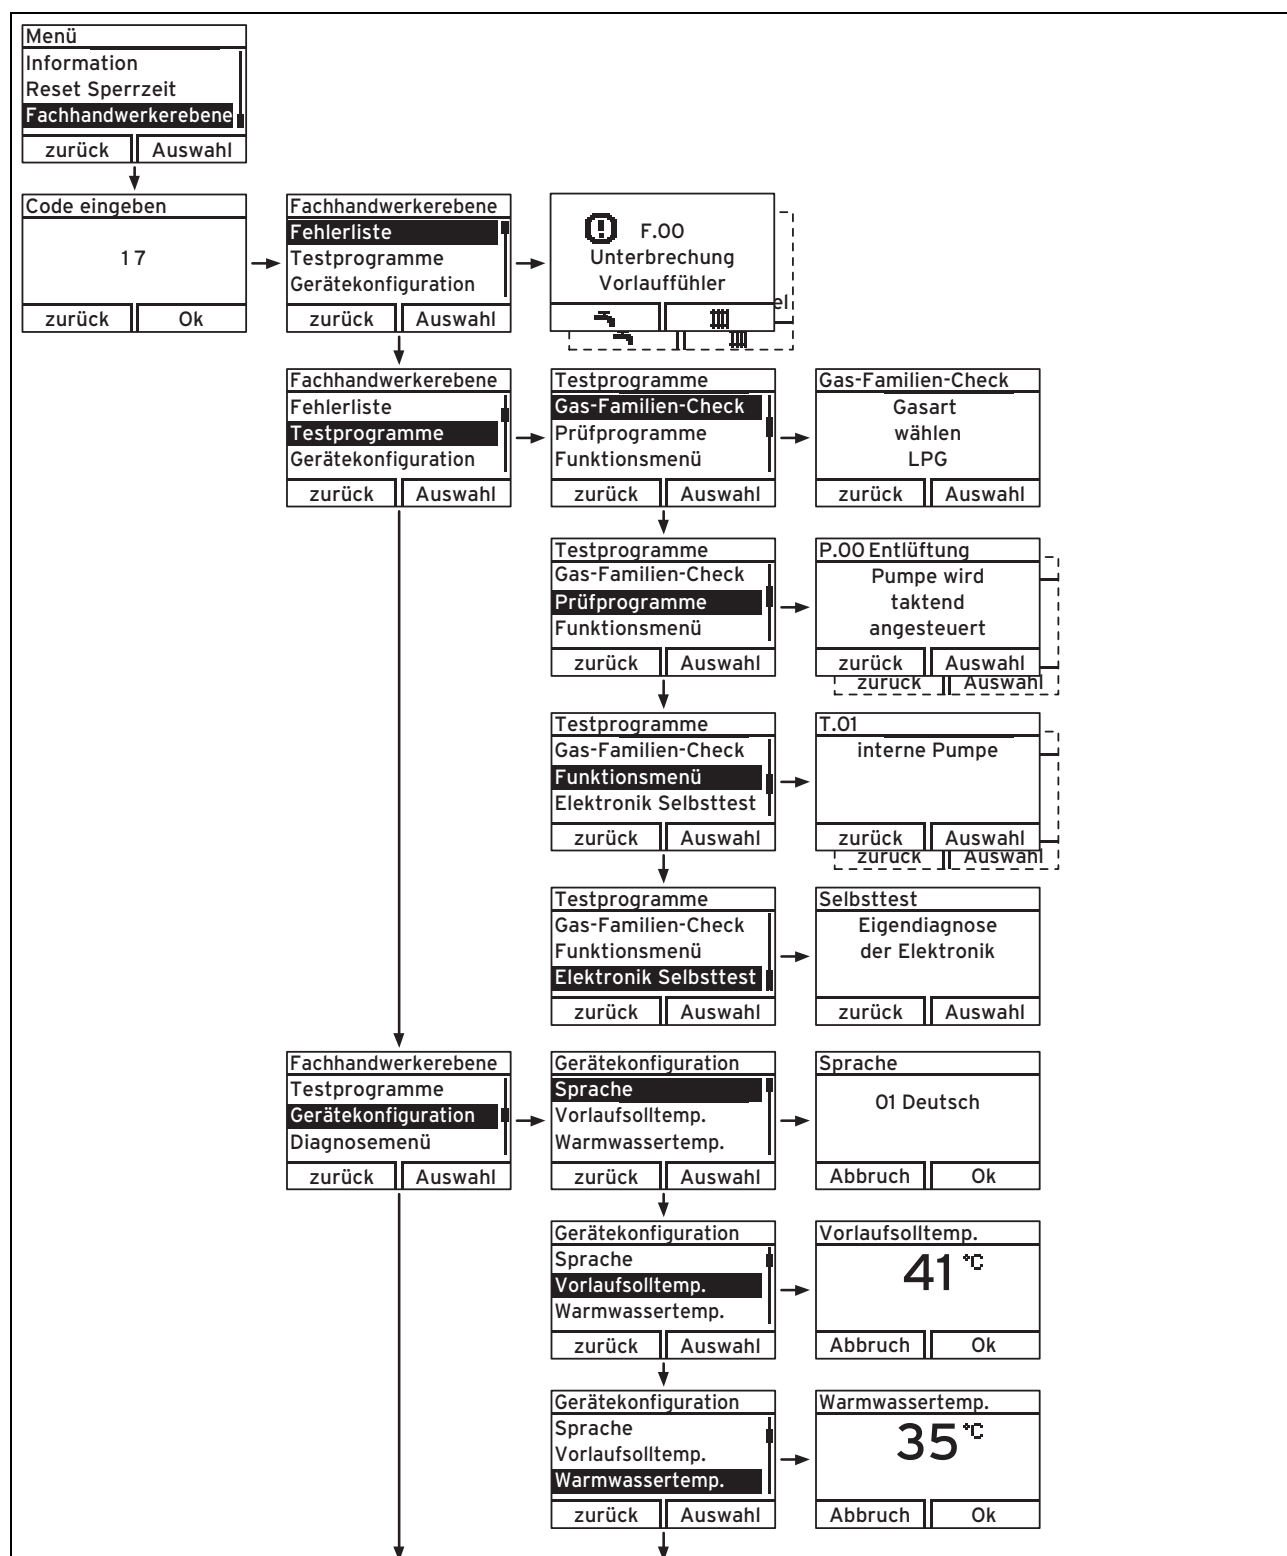 Menü
Information
Reset Sperrzeit
Fachhandwerkerebene
zurück Auswahl
Code eingeben
17
zurück Ok
Fachhandwerkerebene
Fehlerliste
Testprogramme
Gerätekonfiguration
zurück Auswahl
F.00
Unterbrechung
Vorlauffühler
el
Fachhandwerkerebene
Fehlerliste
Testprogramme
Gerätekonfiguration
zurück Auswahl
Testprogramme
Gas-Familien-Check
Prüfprogramme
Funktionsmenü
zurück Auswahl
Gas-Familien-Check
Gasart
wählen
LPG
zurück Auswahl
Testprogramme
Gas-Familien-Check
Prüfprogramme
Funktionsmenü
zurück Auswahl
P.00 Entlüftung
Pumpe wird
taktend
angesteuert
zurück Auswahl
zurück Auswahl
Testprogramme
Gas-Familien-Check
Funktionsmenü
Elektronik Selbsttest
zurück Auswahl
T.01
interne Pumpe
zurück Auswahl
zurück Auswahl
Testprogramme
Gas-Familien-Check
Funktionsmenü
Elektronik Selbsttest
zurück Auswahl
Selbsttest
Eigendiagnose
der Elektronik
zurück Auswahl
Fachhandwerkerebene
Testprogramme
Gerätekonfiguration
Diagnosemenü
zurück Auswahl
Gerätekonfiguration
Sprache
Vorlaufsolltemp.
Warmwassertemp.
zurück Auswahl
Sprache
01 Deutsch
Abbruch Ok
Gerätekonfiguration
Sprache
Vorlaufsolltemp.
Warmwassertemp.
zurück Auswahl
Vorlaufsolltemp.
41 °C
Abbruch Ok
Gerätekonfiguration
Sprache
Vorlaufsolltemp.
Warmwassertemp.
zurück Auswahl
Warmwassertemp.
35 °C
Abbruch Ok